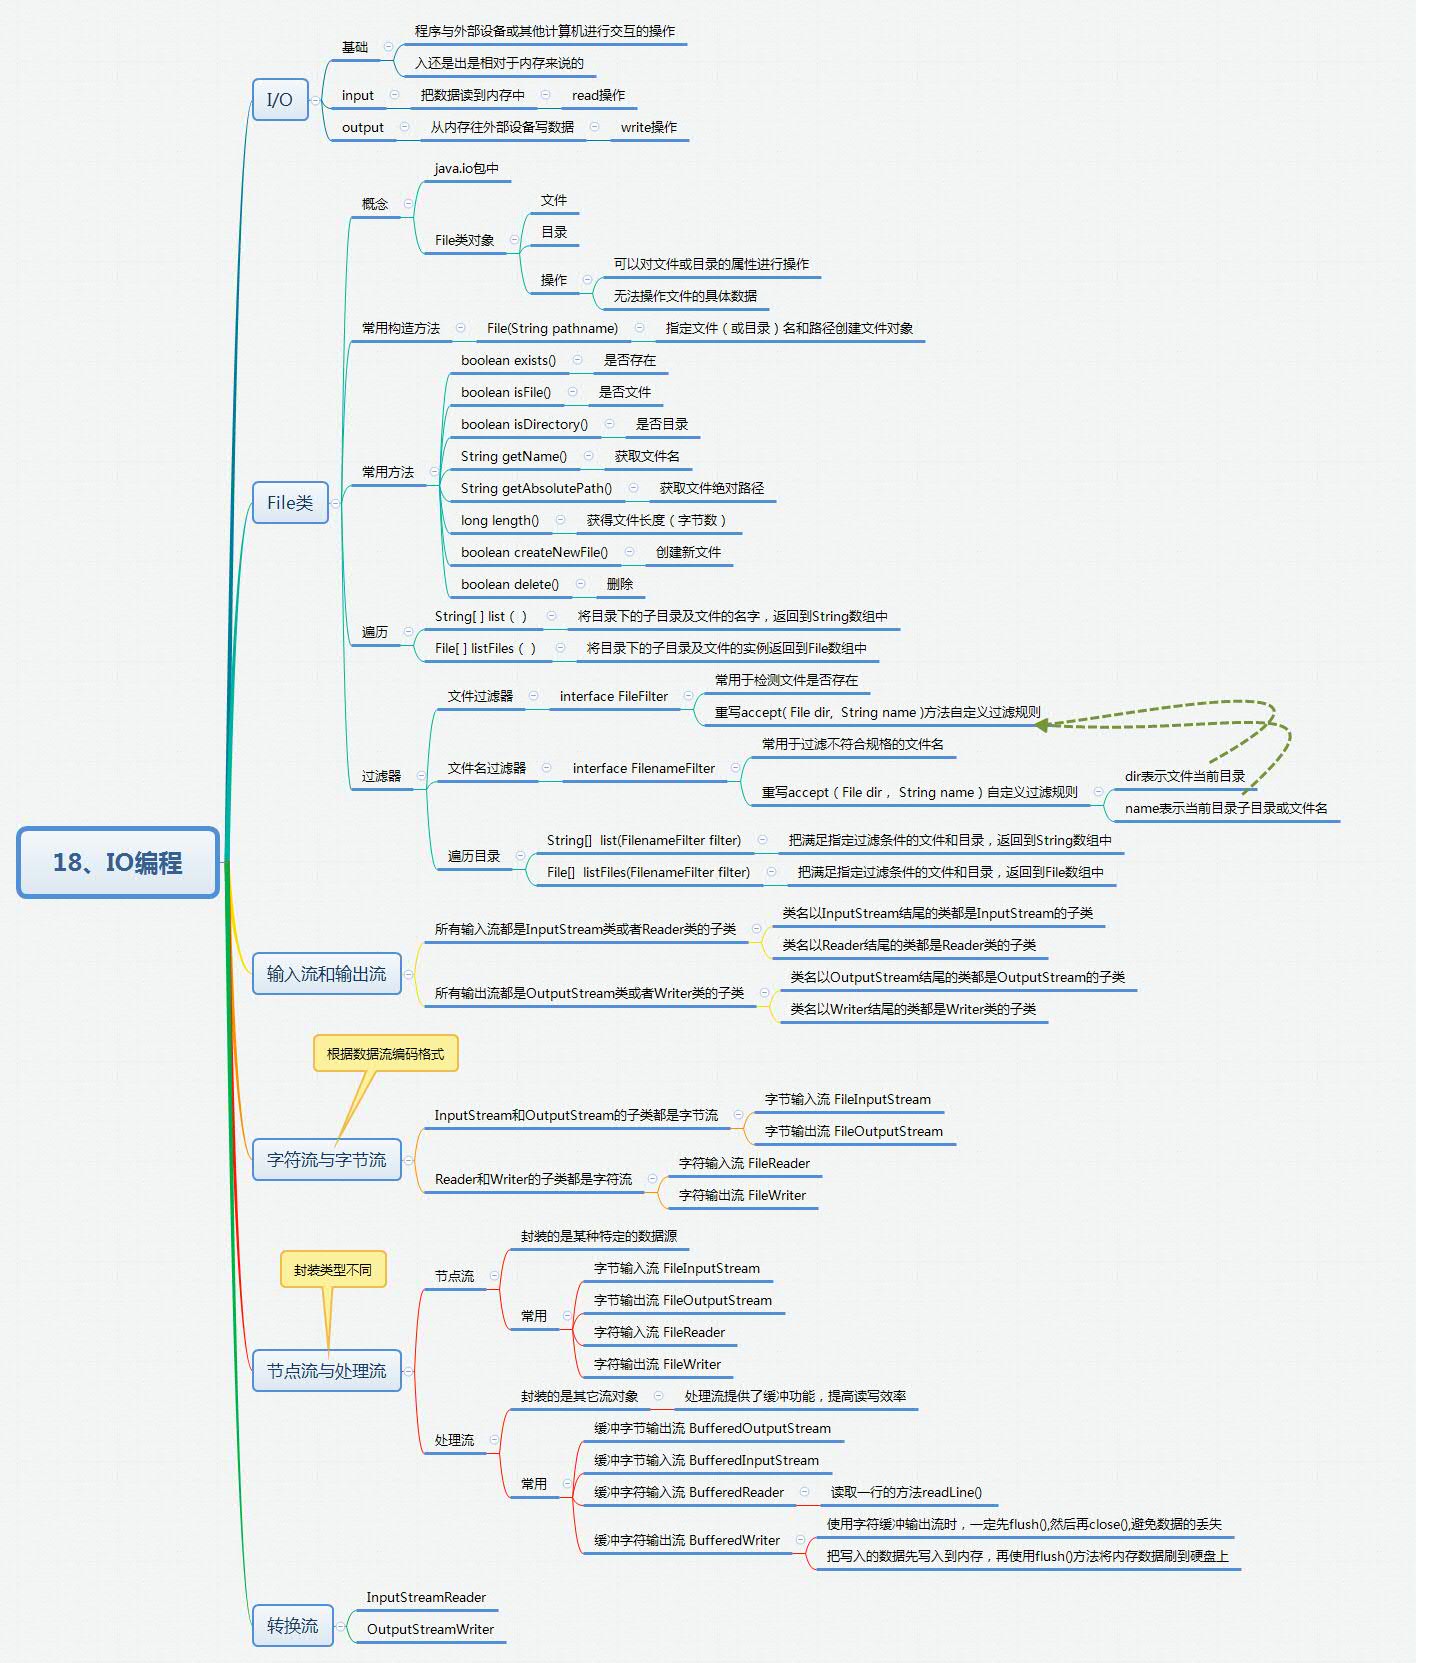 18、IO编程
I/O
基础
程序与外部设备或其他计算机进行交互的操作
入还是出是相对于内存来说的
input
把数据读到内存中
read操作
output
从内存往外部设备写数据
write操作
File类
概念
java.io包中
File类对象
文件
目录
操作
可以对文件或目录的属性进行操作
无法操作文件的具体数据
常用构造方法
File(String pathname)
指定文件（或目录）名和路径创建文件对象
常用方法
boolean exists()
是否存在
boolean isFile()
是否文件
boolean isDirectory()
是否目录
String getName()
获取文件名
String getAbsolutePath()
获取文件绝对路径
long length()
获得文件长度（字节数）
boolean createNewFile()
创建新文件
boolean delete()
删除
遍历
String[ ] list（ ）
将目录下的子目录及文件的名字，返回到String数组中
File[ ] listFiles（ ）
将目录下的子目录及文件的实例返回到File数组中
过滤器
文件过滤器
interface FileFilter
常用于检测文件是否存在
重写accept( File dir,  String name )方法自定义过滤规则
文件名过滤器
interface FilenameFilter
常用于过滤不符合规格的文件名
重写accept（File dir， String name）自定义过滤规则
dir表示文件当前目录
name表示当前目录子目录或文件名
遍历目录
String[]  list(FilenameFilter filter)
把满足指定过滤条件的文件和目录，返回到String数组中
File[]  listFiles(FilenameFilter filter)
把满足指定过滤条件的文件和目录，返回到File数组中
输入流和输出流
所有输入流都是InputStream类或者Reader类的子类
类名以InputStream结尾的类都是InputStream的子类
类名以Reader结尾的类都是Reader类的子类
所有输出流都是OutputStream类或者Writer类的子类
类名以OutputStream结尾的类都是OutputStream的子类
类名以Writer结尾的类都是Writer类的子类
根据数据流编码格式
字符流与字节流
InputStream和OutputStream的子类都是字节流
字节输入流 FileInputStream
字节输出流 FileOutputStream
Reader和Writer的子类都是字符流
字符输入流 FileReader
字符输出流 FileWriter
封装类型不同
节点流与处理流
节点流
封装的是某种特定的数据源
常用
字节输入流 FileInputStream
字节输出流 FileOutputStream
字符输入流 FileReader
字符输出流 FileWriter
处理流
封装的是其它流对象
处理流提供了缓冲功能，提高读写效率
常用
缓冲字节输出流 BufferedOutputStream
缓冲字节输入流 BufferedInputStream
缓冲字符输入流 BufferedReader
读取一行的方法readLine()
缓冲字符输出流 BufferedWriter
使用字符缓冲输出流时，一定先flush(),然后再close(),避免数据的丢失
把写入的数据先写入到内存，再使用flush()方法将内存数据刷到硬盘上
转换流
InputStreamReader
OutputStreamWriter